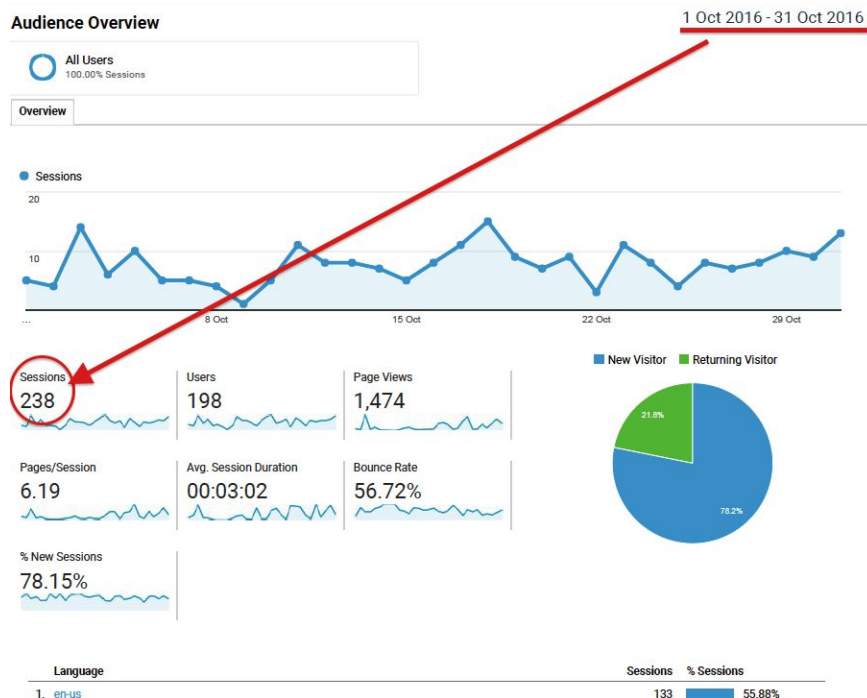 Audience Overview
1 Oct 2016 - 31 Oct 2016
All Users
100.00% Sessions
Overview
Sessions
20
10
...
8 Oct
15 Oct
22 Oct
29 Oct
Sessions
238
Users
198
Page Views
1,474
Pages/Session
6.19
Avg. Session Duration
00:03:02
Bounce Rate
56.72%
% New Sessions
78.15%
New Visitor
Returning Visitor
21.8%
78.2%
Language Sessions % Sessions
1. en-us 133 55.88%